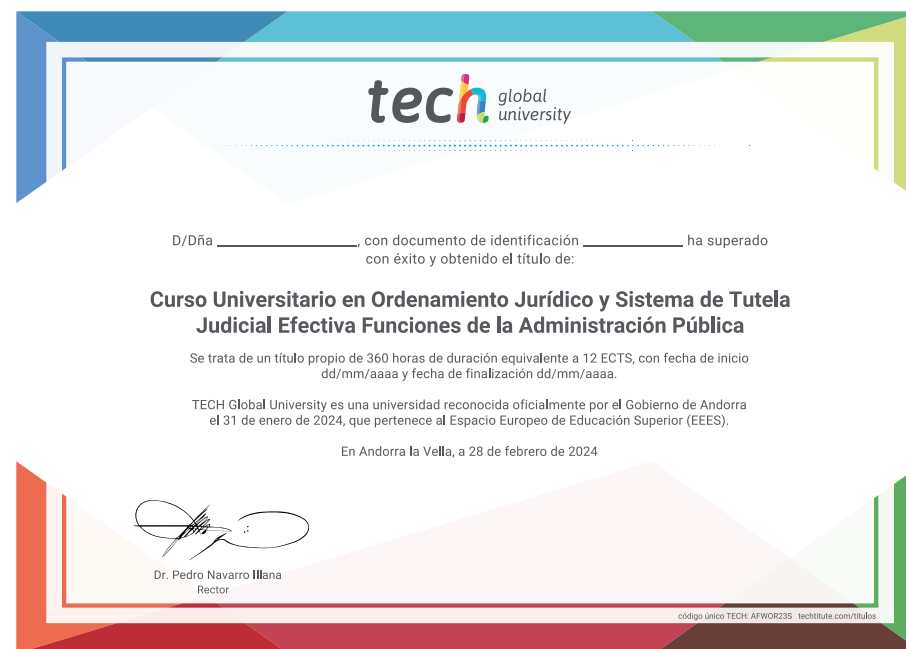 tech global university
D/Dña ____________, con documento de identificación ____________ ha superado
con éxito y obtenido el título de:
Curso Universitario en Ordenamiento Jurídico y Sistema de Tutela
Judicial Efectiva Funciones de la Administración Pública
Se trata de un título propio de 360 horas de duración equivalente a 12 ECTS, con fecha de inicio
dd/mm/aaaa y fecha de finalización dd/mm/aaaa.
TECH Global University es una universidad reconocida oficialmente por el Gobierno de Andorra
el 31 de enero de 2024, que pertenece al Espacio Europeo de Educación Superior (EEES).
En Andorra la Vella, a 28 de febrero de 2024
Dr. Pedro Navarro Illana
Rector
código único TECH: AFWOR23S techtitute.com/titulos